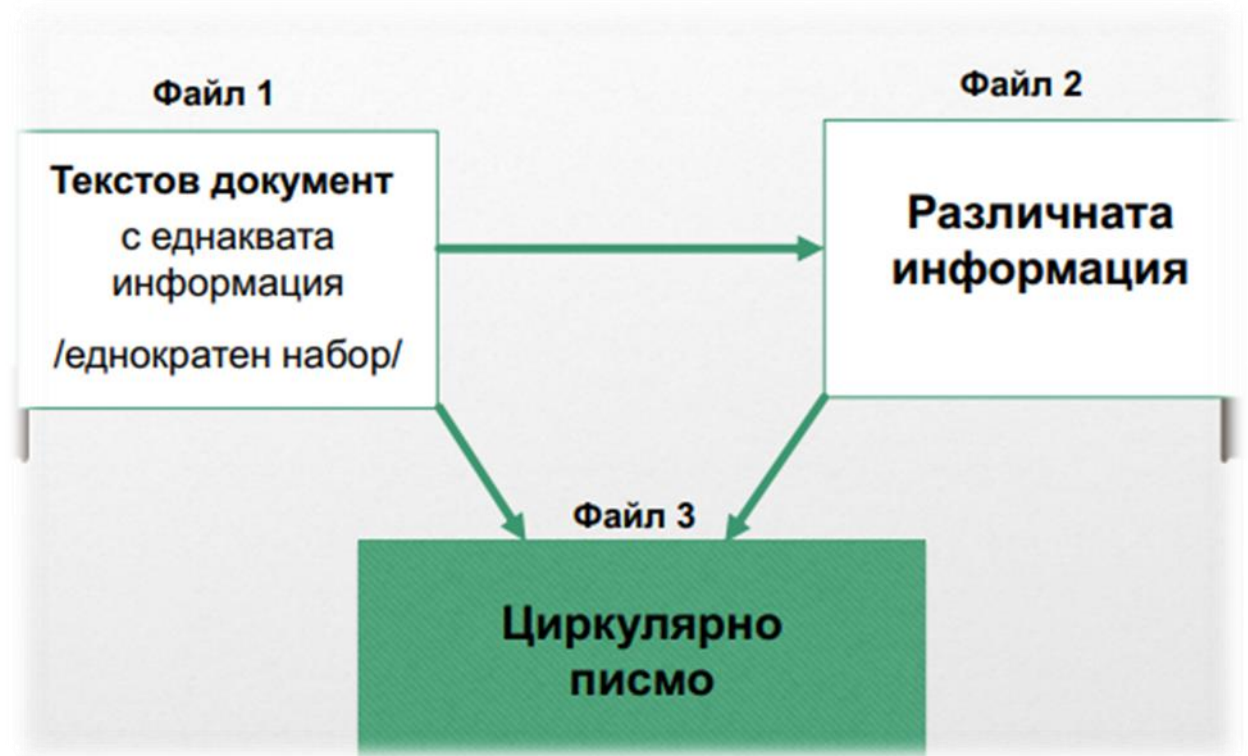 Файл 1
Текстов документ
с еднаквата
информация
/еднократен набор/
Файл 2
Различната
информация
Файл 3
Циркулярно
писмо